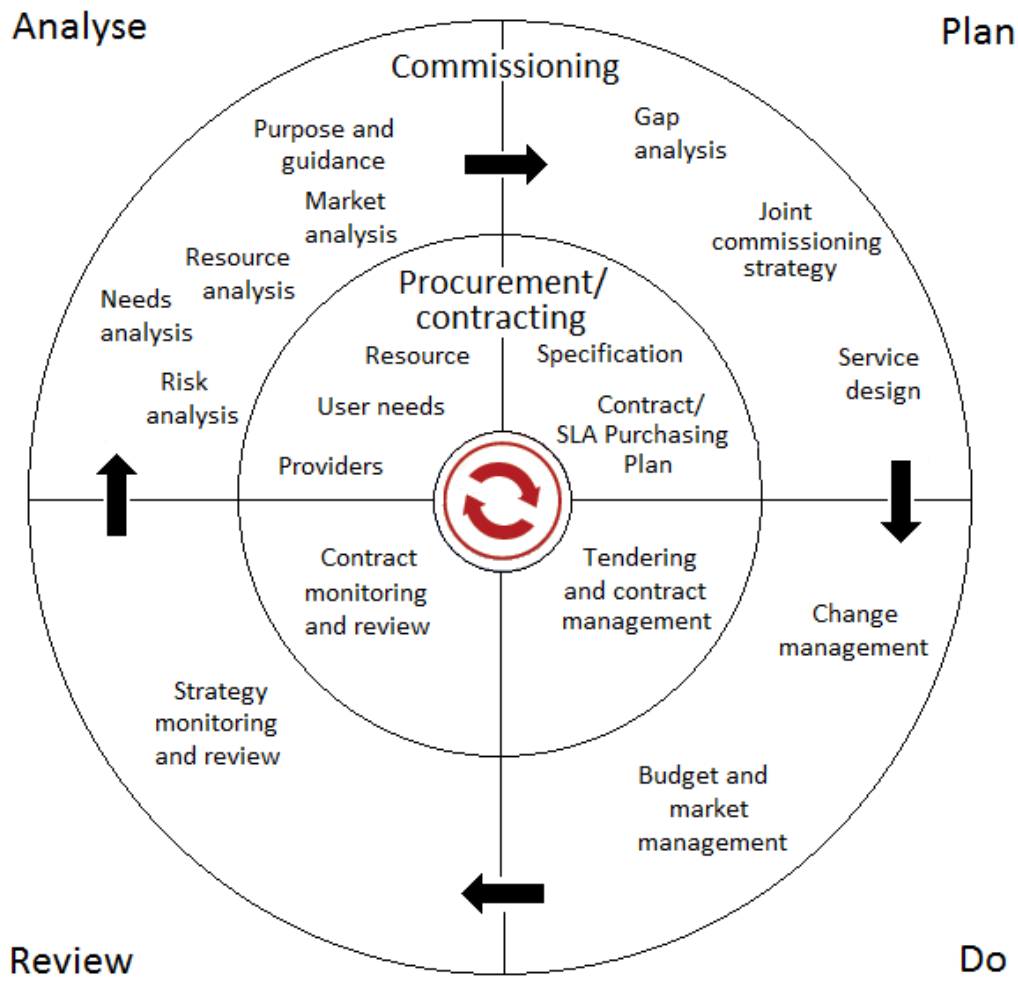 Analyse
Plan
Commissioning
Purpose and
guidance
Market
analysis
Resource
analysis
Needs
analysis
Risk
analysis
Gap
analysis
Joint
commissioning
strategy
Service
design
Procurement/
contracting
Resource
User needs
Providers
Specification
Contract/
SLA Purchasing
Plan
Contract
monitoring
and review
Tendering
and contract
management
Change
management
Strategy
monitoring
and review
Budget and
market
management
Review
Do